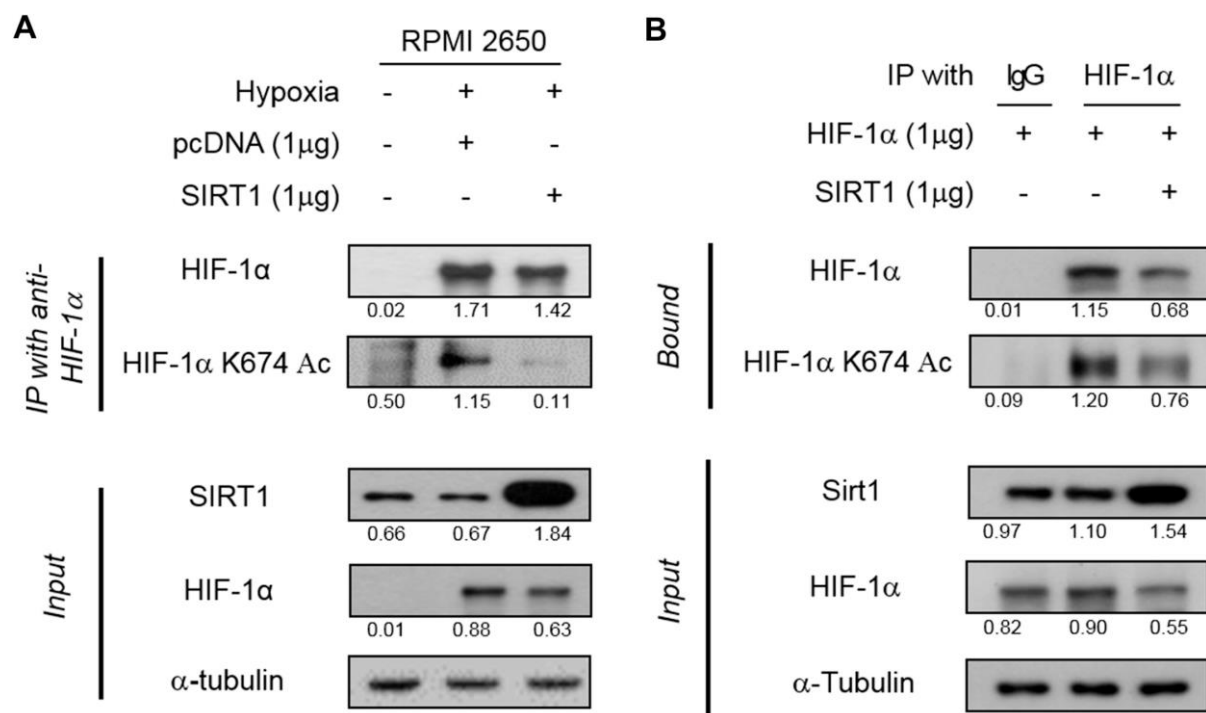 A
RPMI 2650
Hypoxia - + +
pcDNA (1μg) - + -
SIRT1 (1μg) - - +
IP with anti-
HIF-1α
HIF-1α
0.02 1.71 1.42
HIF-1α K674 Ac
0.50 1.15 0.11
Input
SIRT1
0.66 0.67 1.84
HIF-1α
0.01 0.88 0.63
α-tubulin
B
IP with IgG HIF-1α
HIF-1α (1μg) + + +
SIRT1 (1μg) - - +
Bound
HIF-1α
0.01 1.15 0.68
HIF-1α K674 Ac
0.09 1.20 0.76
Input
Sirt1
0.97 1.10 1.54
HIF-1α
0.82 0.90 0.55
α-Tubulin